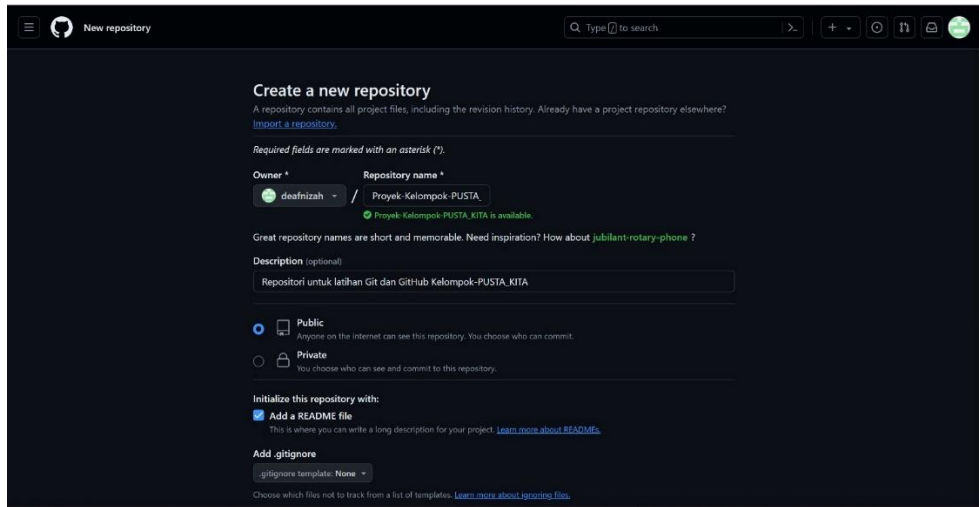 New repository
Type / to search
Create a new repository
A repository contains all project files, including the revision history. Already have a project repository elsewhere?
Import a repository.
Required fields are marked with an asterisk (*).
Owner * Repository name *
deafnizah / Proyek-Kelompok-PUSTA_
Proyek-Kelompok-PUSTA_KITA is available.
Great repository names are short and memorable. Need inspiration? How about jubilant-rotary-phone ?
Description (optional)
Repositori untuk latihan Git dan GitHub Kelompok-PUSTA_KITA
Public
Anyone on the internet can see this repository. You choose who can commit.
Private
You choose who can see and commit to this repository.
Initialize this repository with:
Add a README file
This is where you can write a long description for your project. Learn more about READMEs.
Add .gitignore
.gitignore template: None
Choose which files not to track from a list of templates. Learn more about ignoring files.